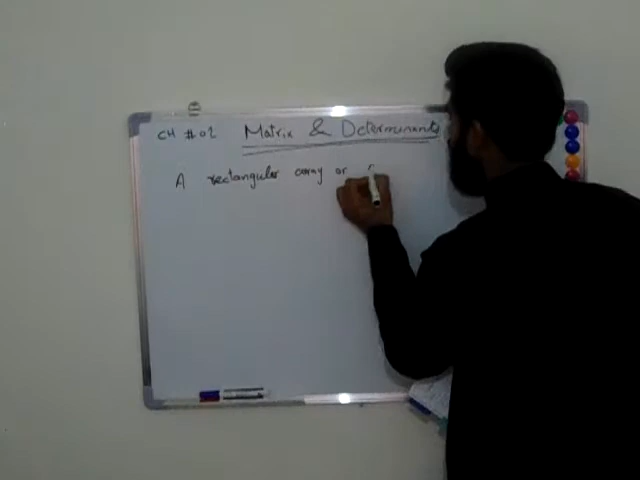 CH #02 Matrix & Determinants
A rectangular array or